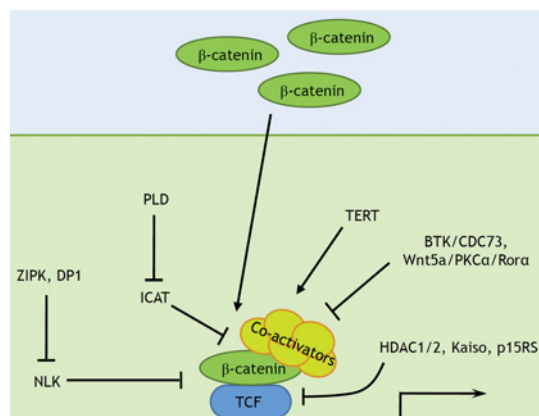 β-catenin
β-catenin
β-catenin
PLD
TERT
BTK/CDC73,
Wnt5a/PKCα/Rorα
ZIPK, DP1
ICAT
Co-activators
HDAC1/2, Kaiso, p15RS
β-catenin
NLK
TCF